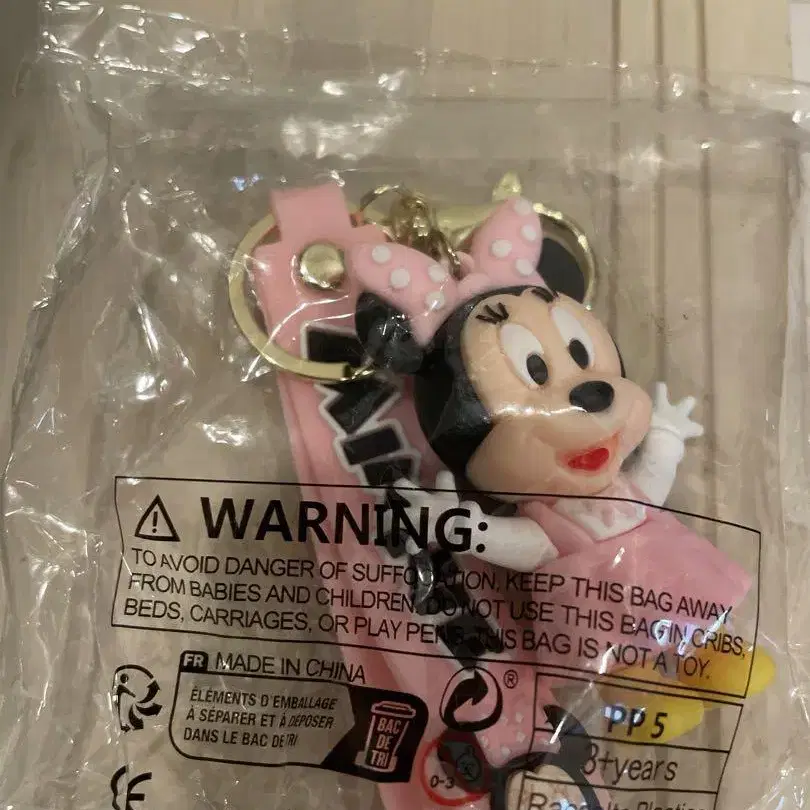 WARNING:
TO AVOID DANGER OF SUFFOCATION, KEEP THIS BAG AWAY
FROM BABIES AND CHILDREN. DO NOT USE THIS BAG IN CRIBS,
BEDS, CARRIAGES, OR PLAY PENS. THIS BAG IS NOT A TOY.
FR MADE IN CHINA
ÉLÉMENTS D'EMBALLAGE
À SÉPARER ET À DÉPOSER
DANS LE BAC DE TRI
BAC
DE
TRI
®
PP 5
3+years
0-3
CE